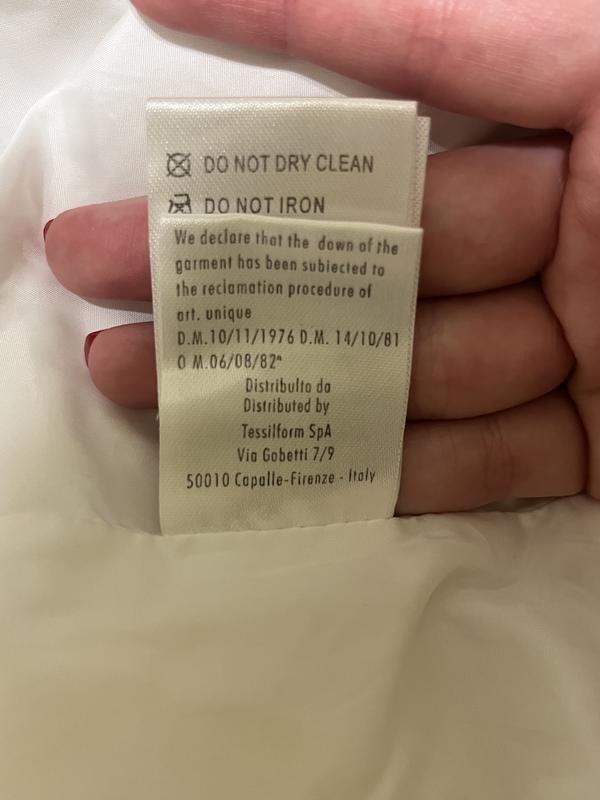 DO NOT DRY CLEAN
DO NOT IRON
We declare that the down of the
garment has been subiected to
the reclamation procedure of
art. unique
D.M.10/11/1976 D.M. 14/10/81
O M.06/08/82ⁿ
Distribulto da
Distributed by
Tessilform SpA
Via Gobetti 7/9
50010 Capalle-Firenze - Italy